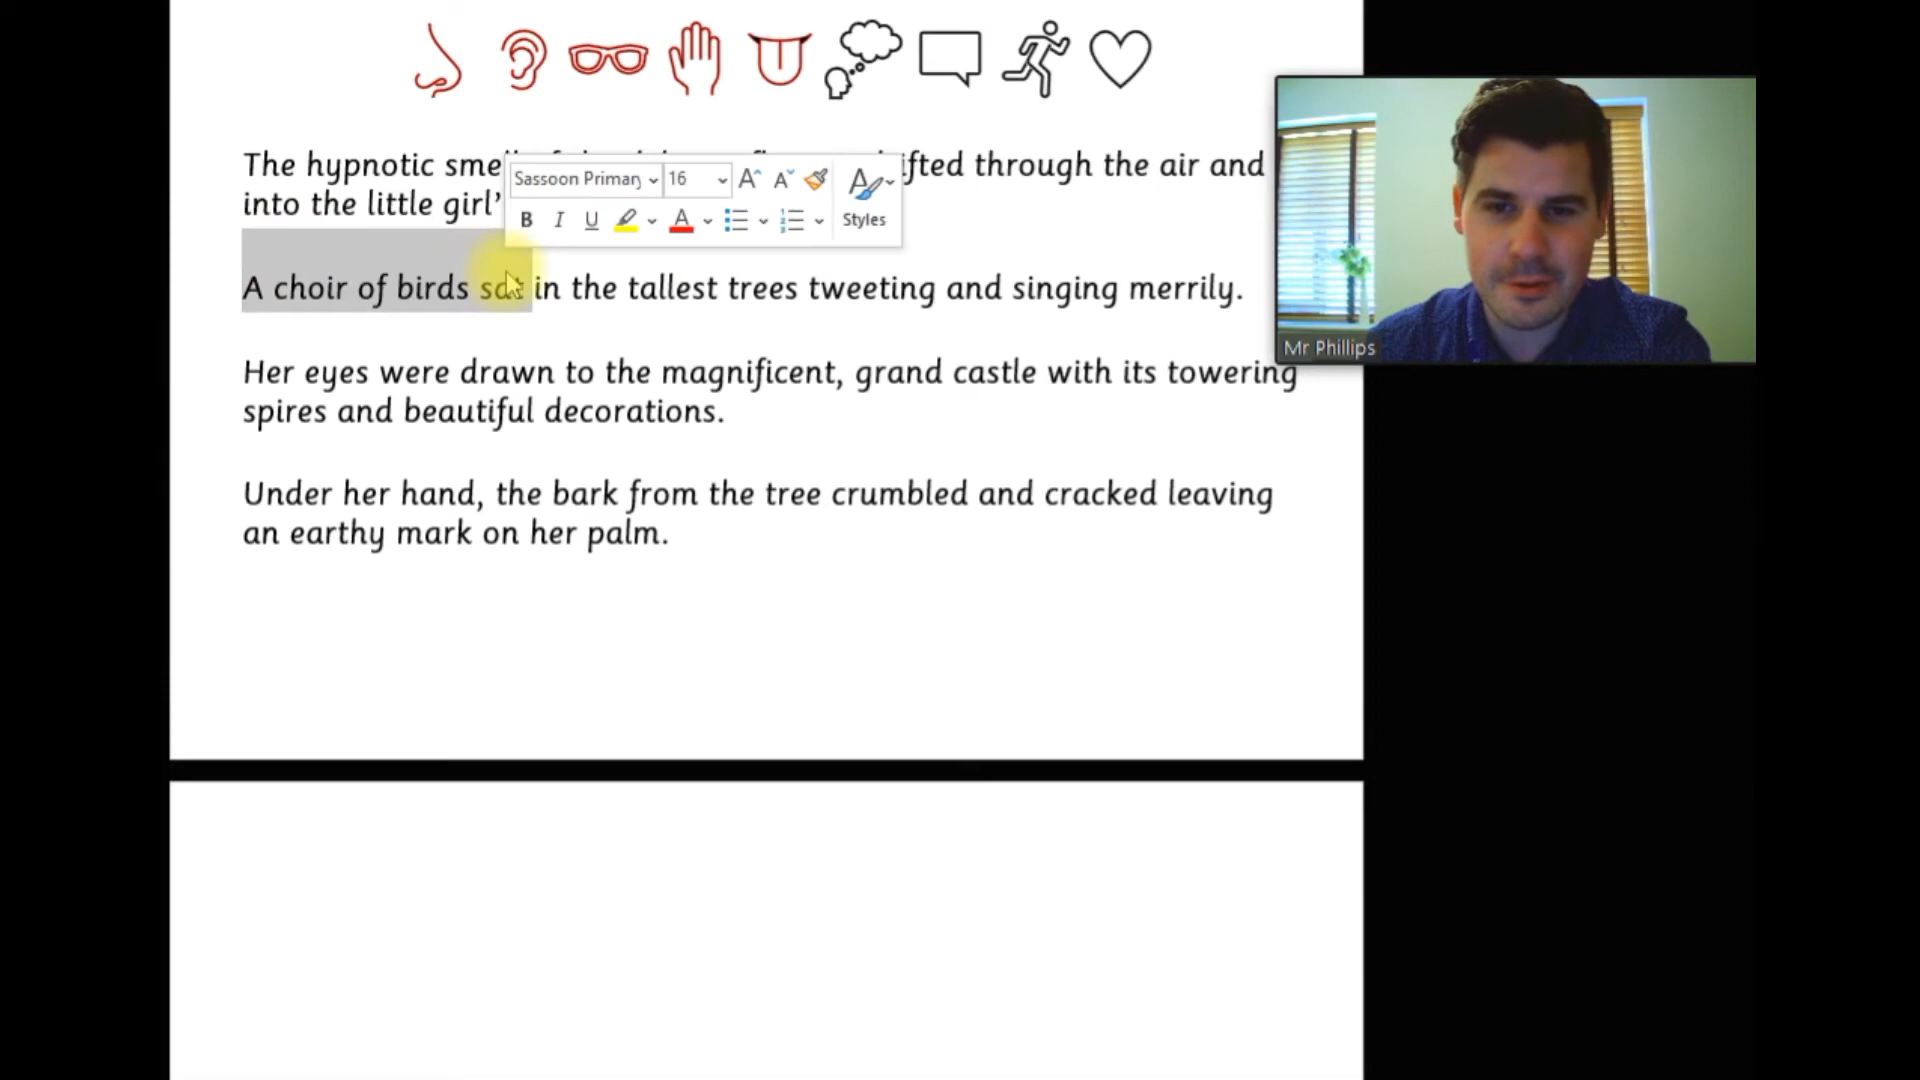 The hypnotic drifted through the air and
into the little girl’
Sassoon Primary 16
B I U Styles
A choir of birds sat in the tallest trees tweeting and singing merrily.
Her eyes were drawn to the magnificent, grand castle with its towering
spires and beautiful decorations.
Under her hand, the bark from the tree crumbled and cracked leaving
an earthy mark on her palm.
Mr Phillips